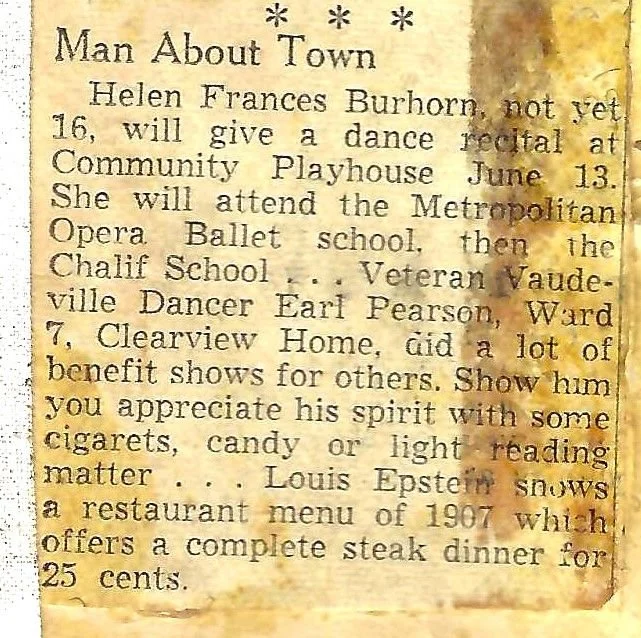 * * *
Man About Town
Helen Frances Burhorn, not yet
16, will give a dance recital at
Community Playhouse June 13.
She will attend the Metropolitan
Opera Ballet school, then the
Chalif School . . . Veteran Vaude-
ville Dancer Earl Pearson, Ward
7, Clearview Home, did a lot of
benefit shows for others. Show him
you appreciate his spirit with some
cigarets, candy or light reading
matter . . . Louis Epstein shows
a restaurant menu of 1907 which
offers a complete steak dinner for
25 cents.